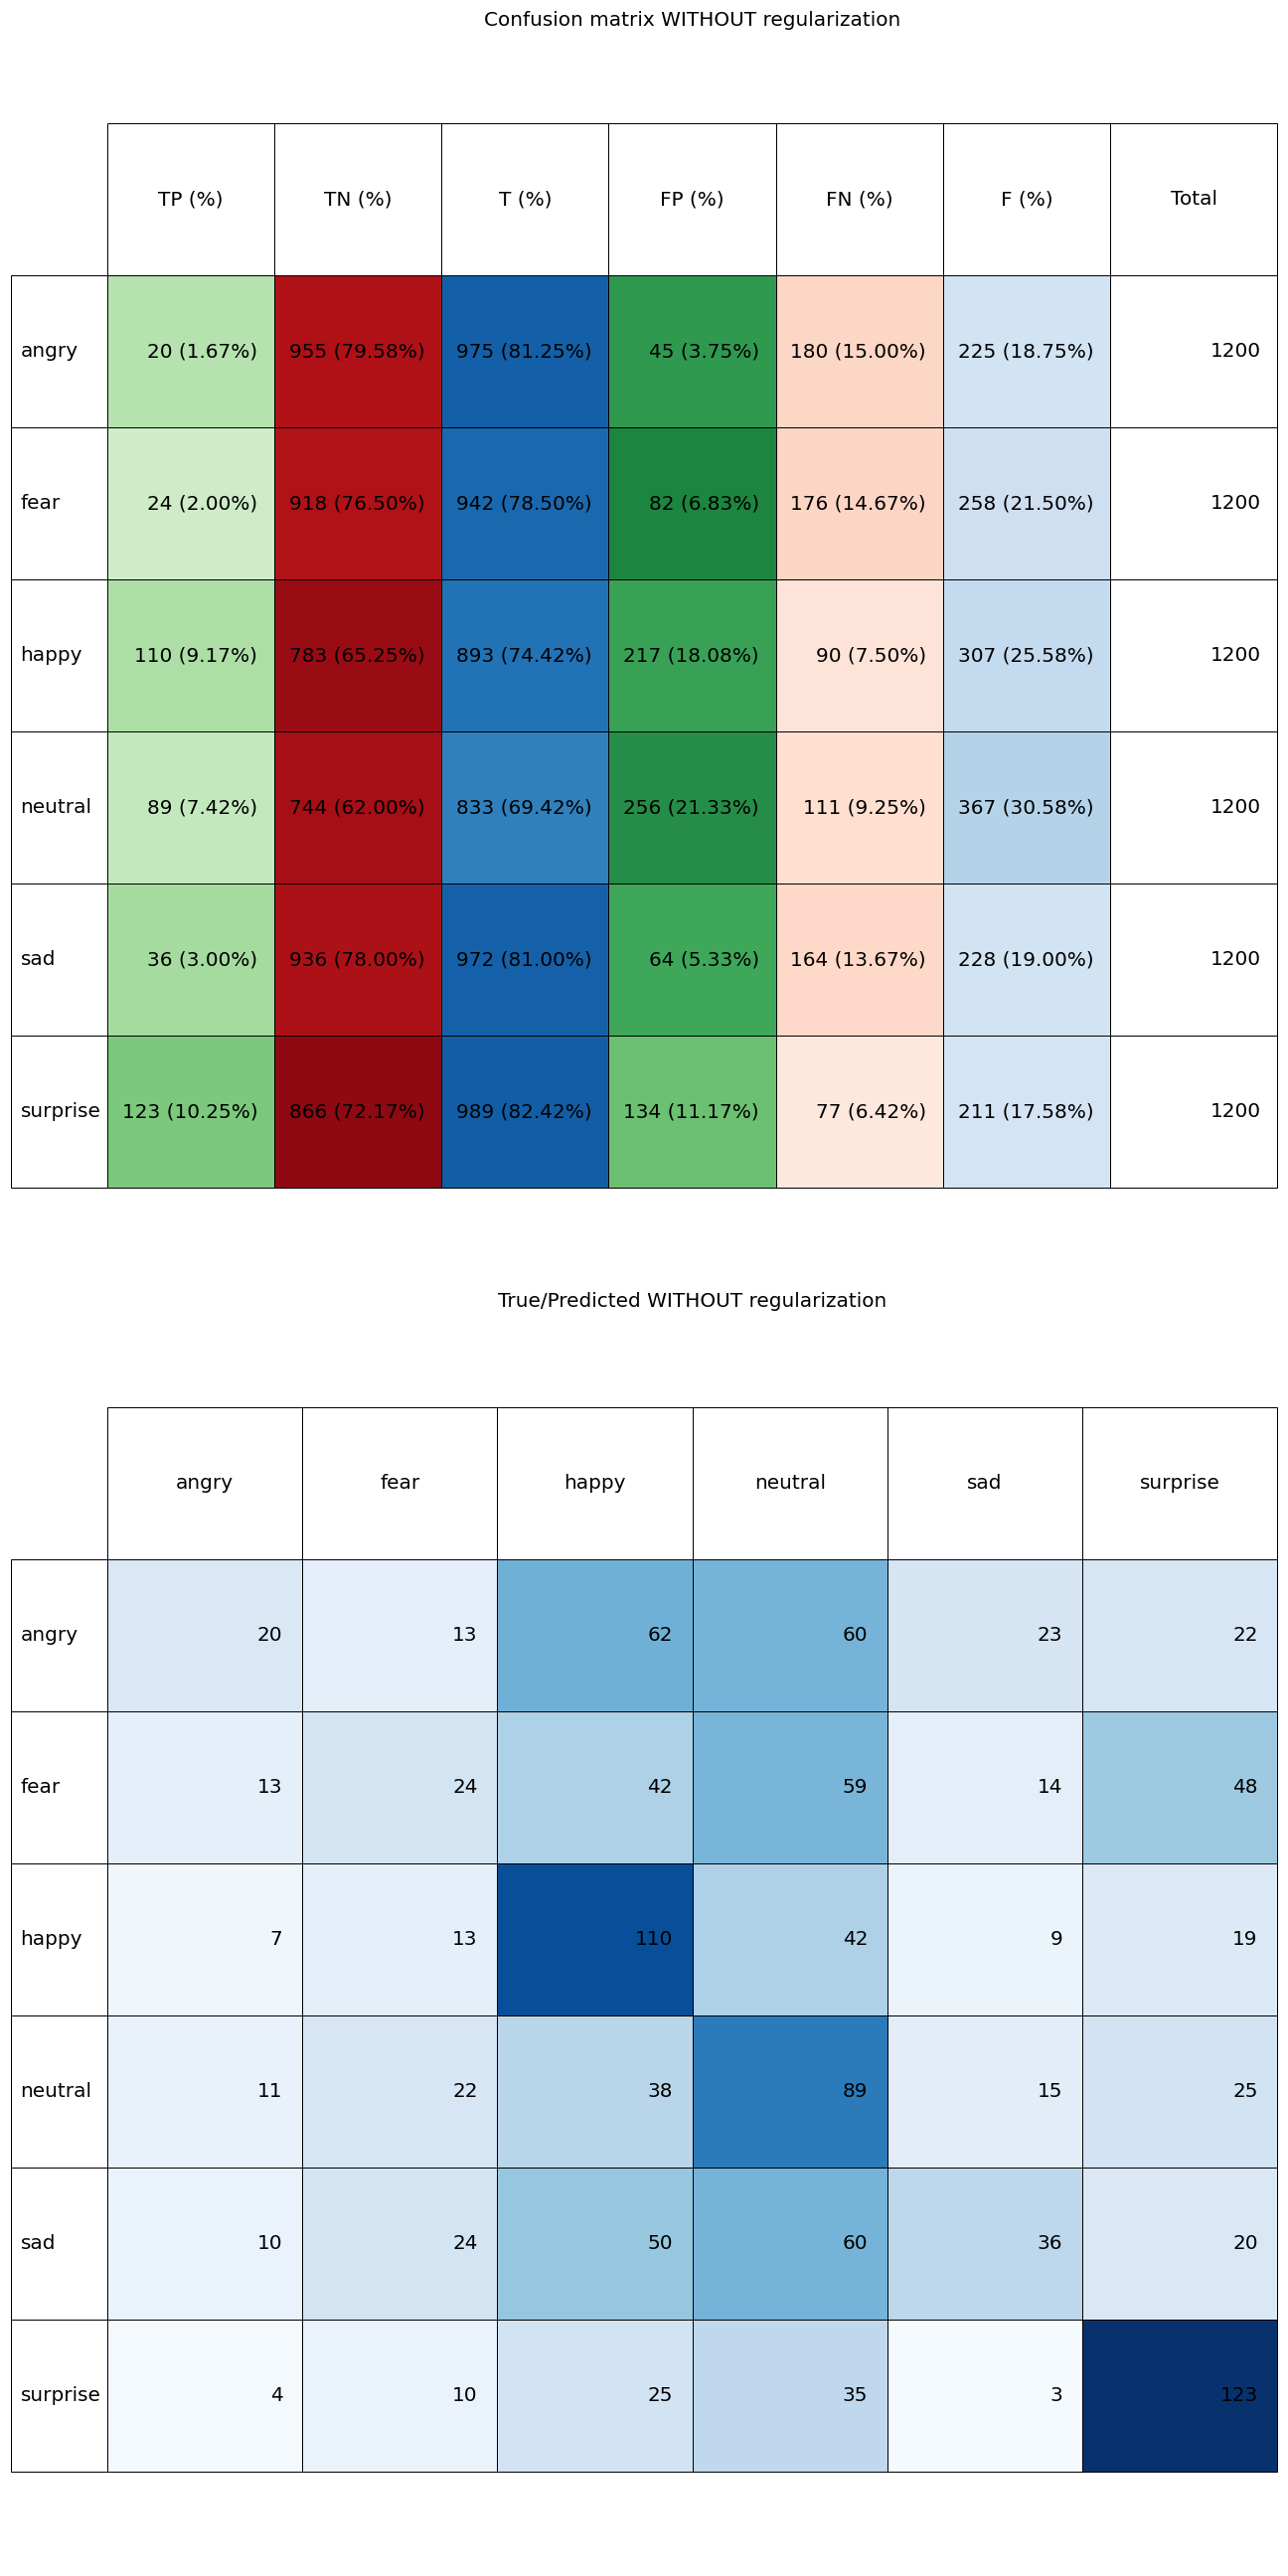 Confusion matrix WITHOUT regularization
TP (%) TN (%) T (%) FP (%) FN (%) F (%) Total
angry 20 (1.67%) 955 (79.58%) 975 (81.25%) 45 (3.75%) 180 (15.00%) 225 (18.75%) 1200
fear 24 (2.00%) 918 (76.50%) 942 (78.50%) 82 (6.83%) 176 (14.67%) 258 (21.50%) 1200
happy 110 (9.17%) 783 (65.25%) 893 (74.42%) 217 (18.08%) 90 (7.50%) 307 (25.58%) 1200
neutral 89 (7.42%) 744 (62.00%) 833 (69.42%) 256 (21.33%) 111 (9.25%) 367 (30.58%) 1200
sad 36 (3.00%) 936 (78.00%) 972 (81.00%) 64 (5.33%) 164 (13.67%) 228 (19.00%) 1200
surprise 123 (10.25%) 866 (72.17%) 989 (82.42%) 134 (11.17%) 77 (6.42%) 211 (17.58%) 1200
True/Predicted WITHOUT regularization
angry fear happy neutral sad surprise
angry 20 13 62 60 23 22
fear 13 24 42 59 14 48
happy 7 13 110 42 9 19
neutral 11 22 38 89 15 25
sad 10 24 50 60 36 20
surprise 4 10 25 35 3 123